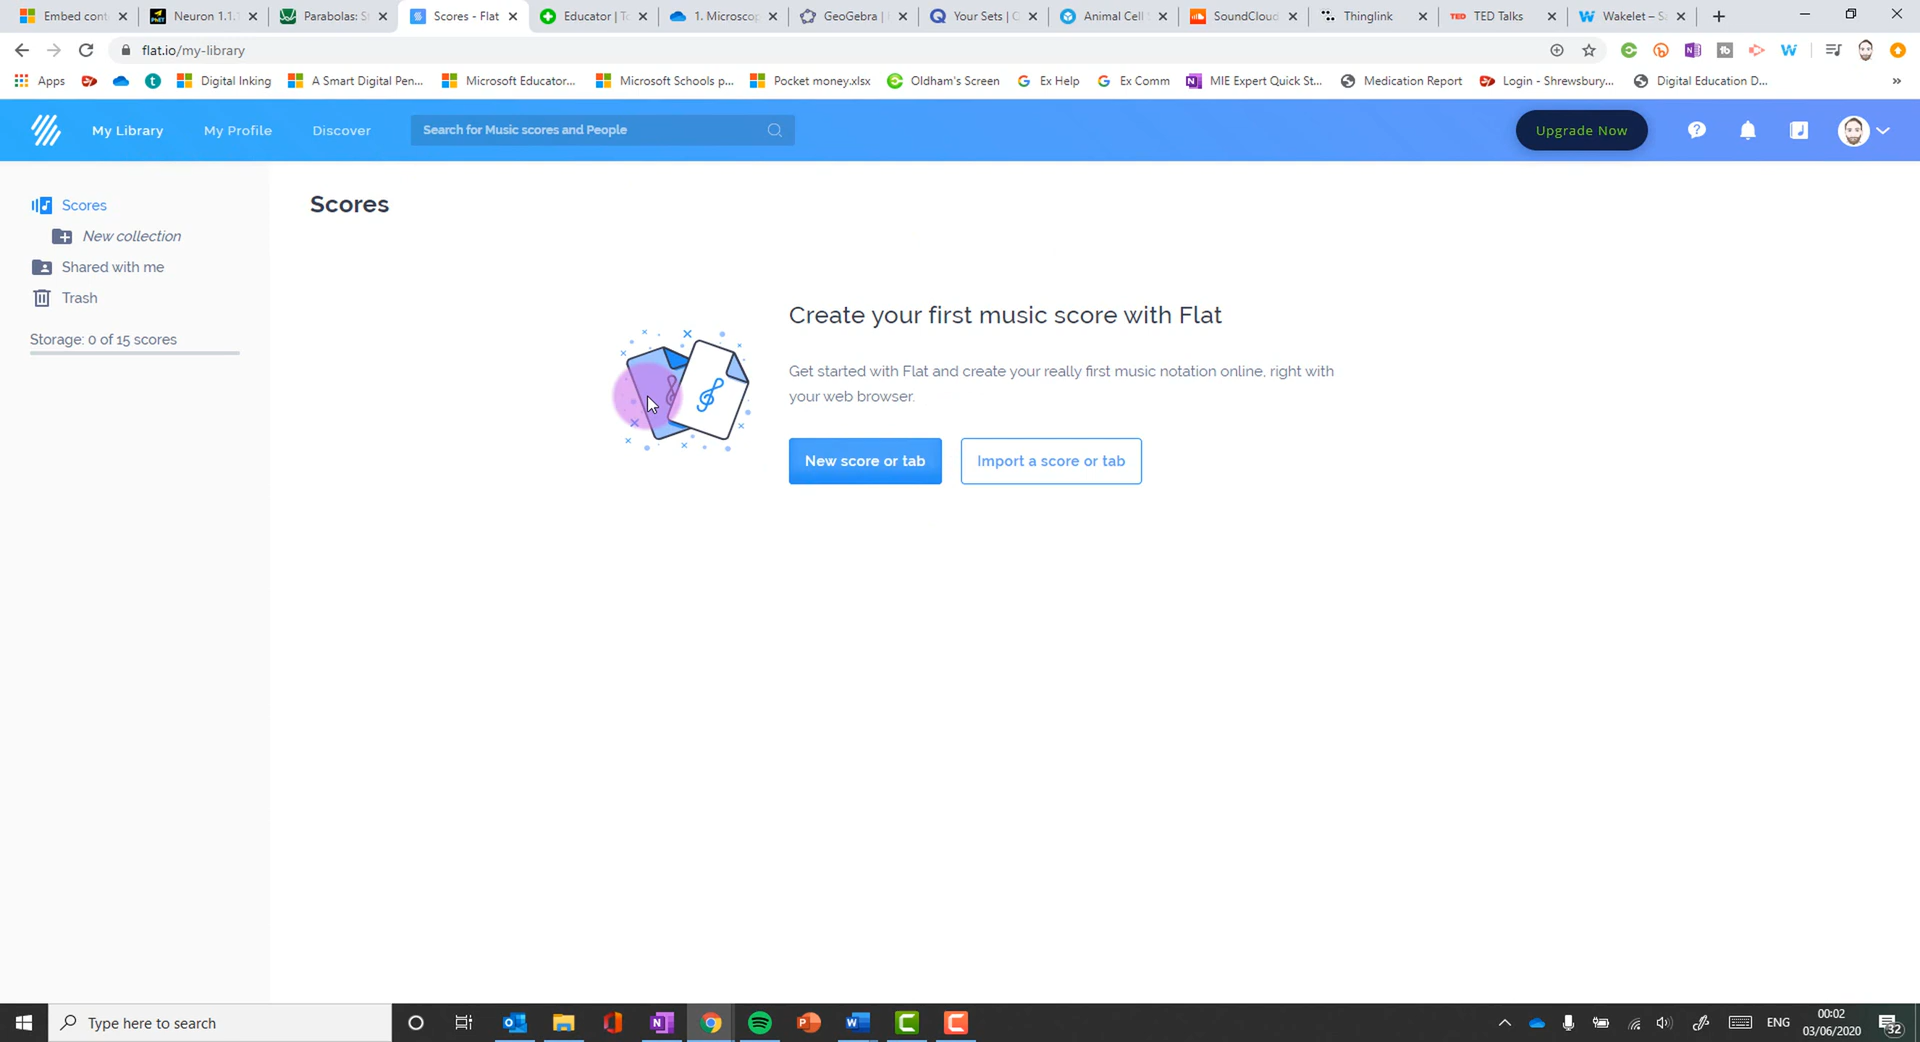 Embed cont
Neuron 1.1.
Parabolas: S
Scores - Flat
Educator | To
1. Microscop
GeoGebra |
Your Sets | Q
Animal Cell
SoundCloud
Thinglink
TED TED Talks
Wakelet – Sa
flat.io/my-library
Apps
Digital Inking
A Smart Digital Pen...
Microsoft Educator...
Microsoft Schools p...
Pocket money.xlsx
Oldham's Screen
Ex Help
Ex Comm
MIE Expert Quick St...
Medication Report
Login - Shrewsbury...
Digital Education D...
My Library
My Profile
Discover
Search for Music scores and People
Upgrade Now
Scores
New collection
Shared with me
Trash
Storage: 0 of 15 scores
Scores
Create your first music score with Flat
Get started with Flat and create your really first music notation online, right with
your web browser.
New score or tab
Import a score or tab
Type here to search
ENG
00:02
03/06/2020
32